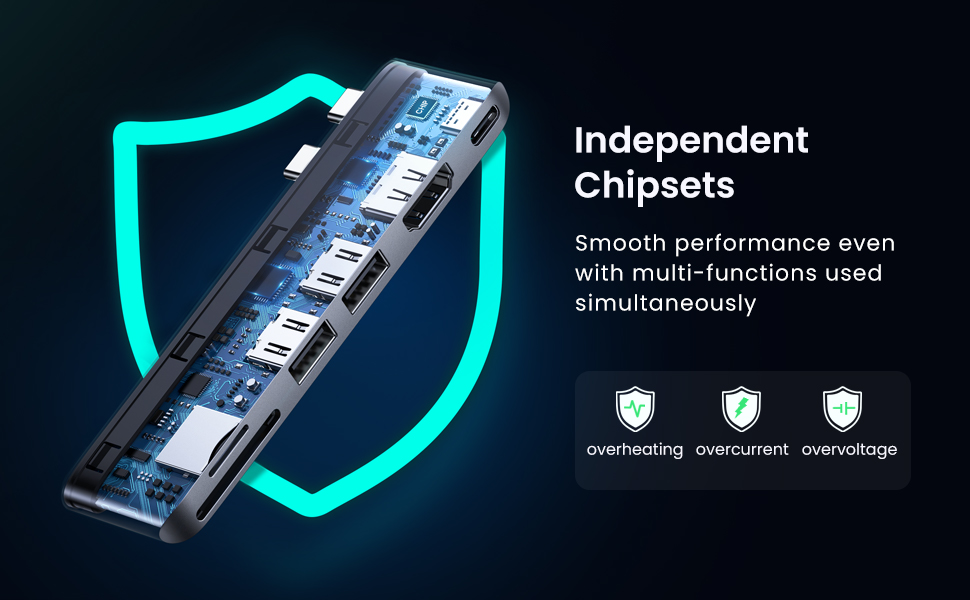 CHIP
Independent
Chipsets
Smooth performance even
with multi-functions used
simultaneously
overheating overcurrent overvoltage